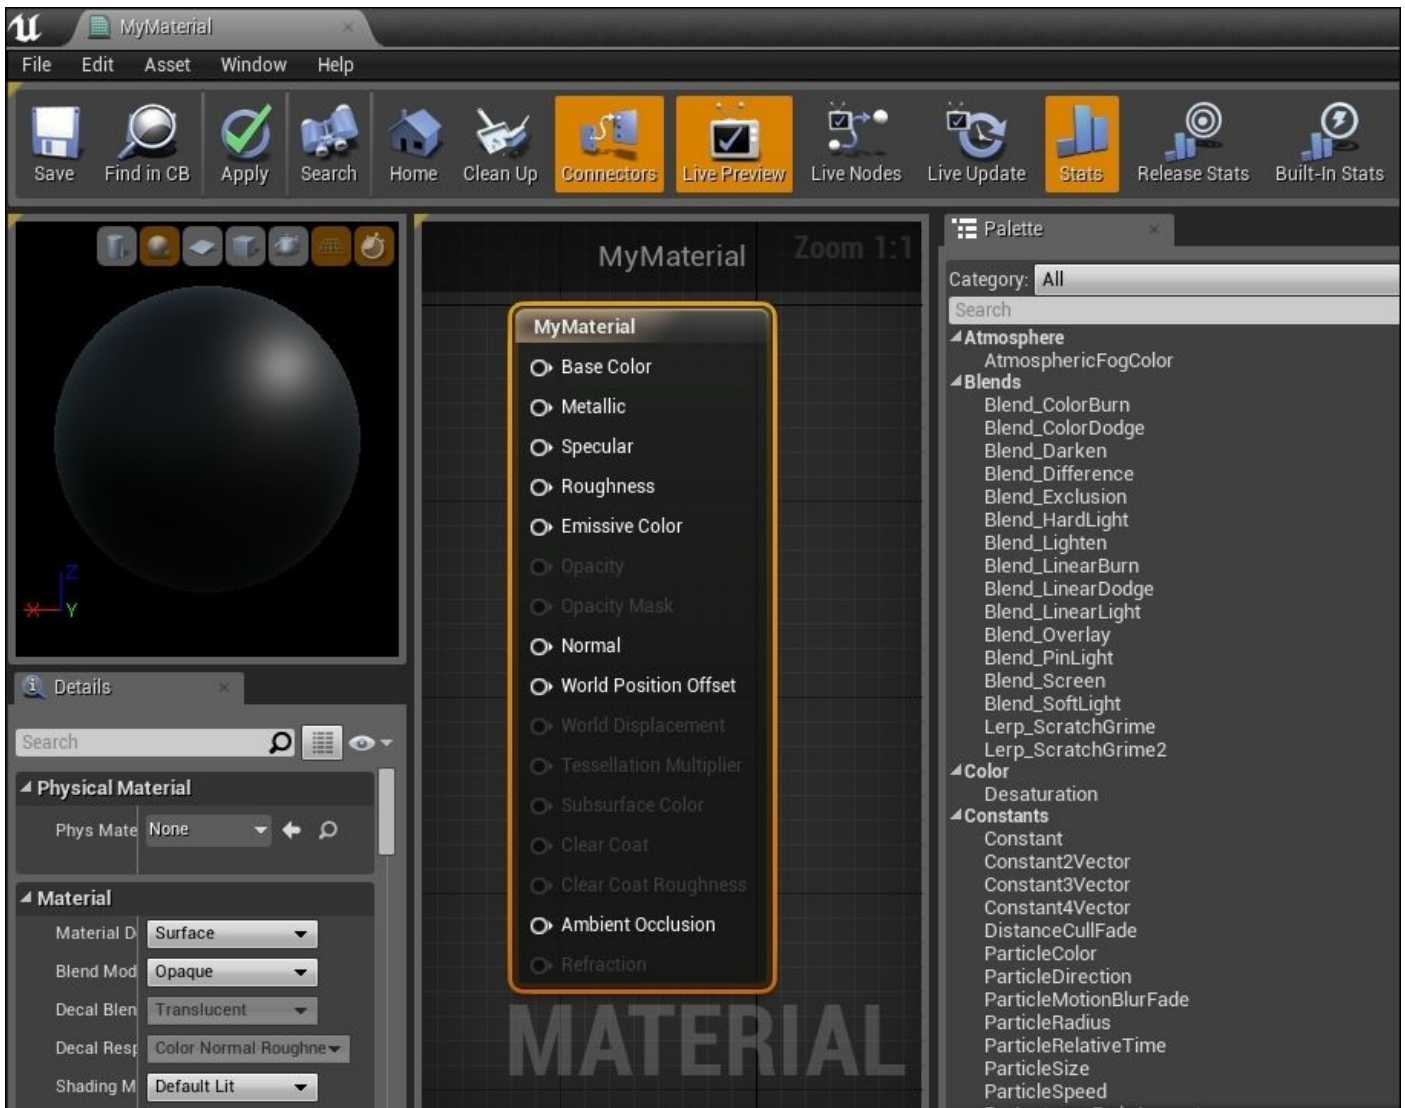 MyMaterial
File Edit Asset Window Help
Save Find in CB Apply Search Home Clean Up Connectors Live Preview Live Nodes Live Update Stats Release Stats Built-In Stats
MyMaterial
Zoom 1:1
MyMaterial
Base Color
Metallic
Specular
Roughness
Emissive Color
Opacity
Opacity Mask
Normal
World Position Offset
World Displacement
Tessellation Multiplier
Subsurface Color
Clear Coat
Clear Coat Roughness
Ambient Occlusion
Refraction
MATERIAL
Z
X Y
Details
Search
Physical Material
Phys Mate None
Material
Material D Surface
Blend Mod Opaque
Decal Blen Translucent
Decal Resp Color Normal Roughne
Shading M Default Lit
Palette
Category: All
Search
Atmosphere
AtmosphericFogColor
Blends
Blend_ColorBurn
Blend_ColorDodge
Blend_Darken
Blend_Difference
Blend_Exclusion
Blend_HardLight
Blend_Lighten
Blend_LinearBurn
Blend_LinearDodge
Blend_LinearLight
Blend_Overlay
Blend_PinLight
Blend_Screen
Blend_SoftLight
Lerp_ScratchGrime
Lerp_ScratchGrime2
Color
Desaturation
Constants
Constant
Constant2Vector
Constant3Vector
Constant4Vector
DistanceCullFade
ParticleColor
ParticleDirection
ParticleMotionBlurFade
ParticleRadius
ParticleRelativeTime
ParticleSize
ParticleSpeed